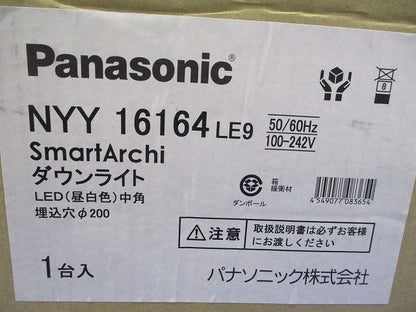 Panasonic
8
NYY 16164 LE9
50/60Hz
100-242V
SmartArchi
ダウンライト
LED(昼白色)中角
埋込穴φ200
ダンボール
箱
緩衝材
4549077083654
注意
取扱説明書は必ずお客様
にお渡しください。
1台入
パナソニック株式会社